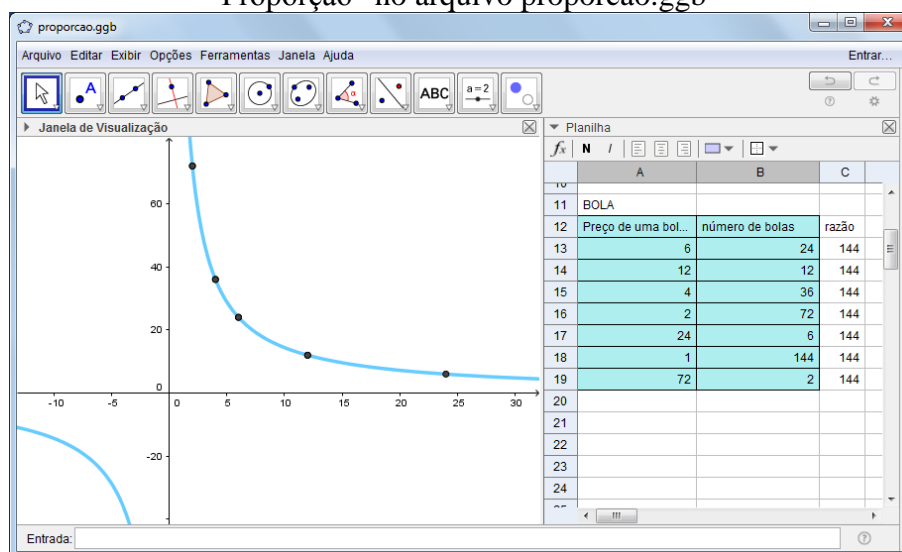 "Proporção" no arquivo proporcao.ggb
proporcao.ggb
Arquivo Editar Exibir Opções Ferramentas Janela Ajuda
Entrar...
A
α
ABC
a=2
Janela de Visualização
Planilha
fx N I
A B C
11 BOLA
12 Preço de uma bol... número de bolas razão
13 6 24 144
14 12 12 144
15 4 36 144
16 2 72 144
17 24 6 144
18 1 144 144
19 72 2 144
20
21
22
23
24
60
40
20
0
-10 -5 0 5 10 15 20 25 30
-20
Entrada: